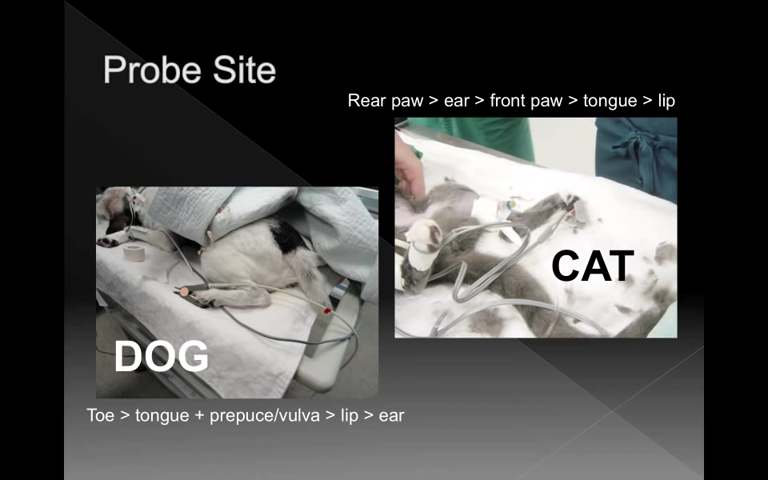 Probe Site
Rear paw > ear > front paw > tongue > lip
CAT
DOG
Toe > tongue + prepuce/vulva > lip > ear